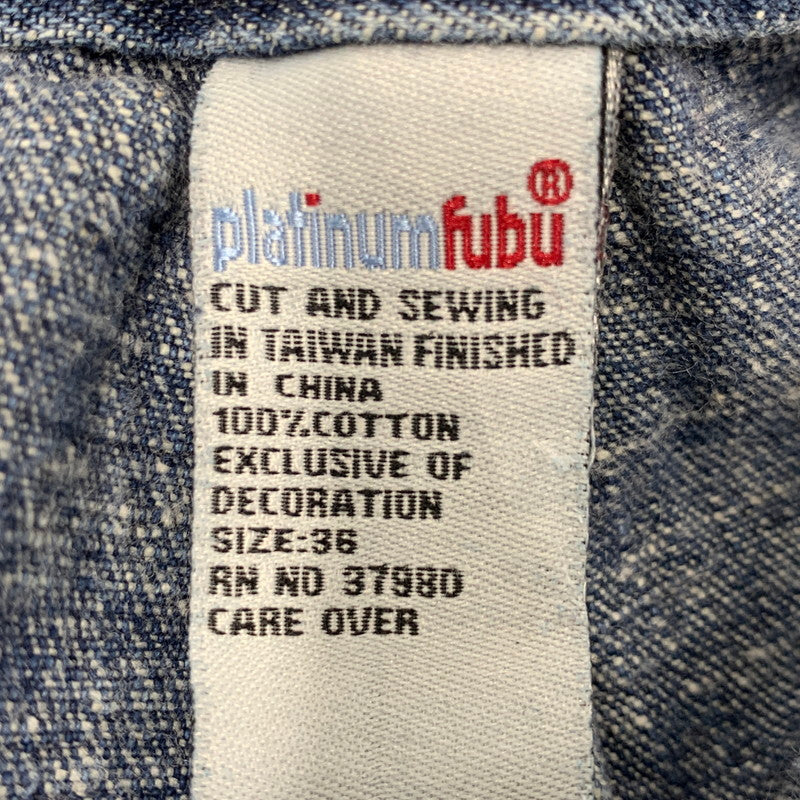 platinumfubu®
CUT AND SEWING
IN TAIWAN FINISHED
IN CHINA
100%COTTON
EXCLUSIVE OF
DECORATION
SIZE:36
RN NO 37980
CARE OVER